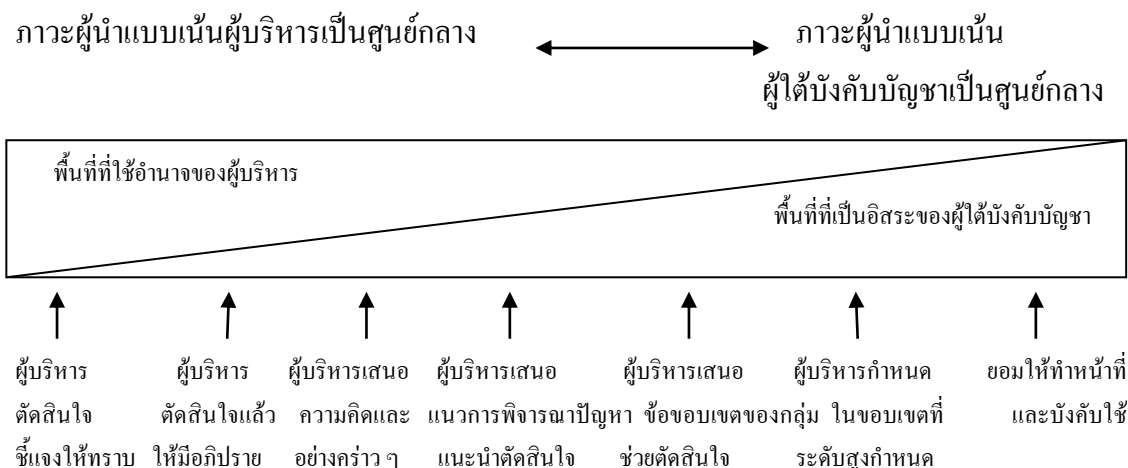 ภาวะผู้นำแบบเน้นผู้บริหารเป็นศูนย์กลาง
ภาวะผู้นำแบบเน้น
ผู้ใต้บังคับบัญชาเป็นศูนย์กลาง
พื้นที่ที่ใช้อำนาจของผู้บริหาร
พื้นที่ที่เป็นอิสระของผู้ใต้บังคับบัญชา
ผู้บริหาร ผู้บริหาร ผู้บริหารเสนอ ผู้บริหารเสนอ ผู้บริหารเสนอ ผู้บริหารกำหนด ยอมให้ทำหน้าที่
ตัดสินใจ ตัดสินใจแล้ว ความคิดและ แนวการพิจารณาปัญหา ข้อขอบเขตของกลุ่ม ในขอบเขตที่ และบังคับใช้
ชี้แจงให้ทราบ ให้มีอภิปราย อย่างคร่าว ๆ แนะนำตัดสินใจ ช่วยตัดสินใจ ระดับสูงกำหนด